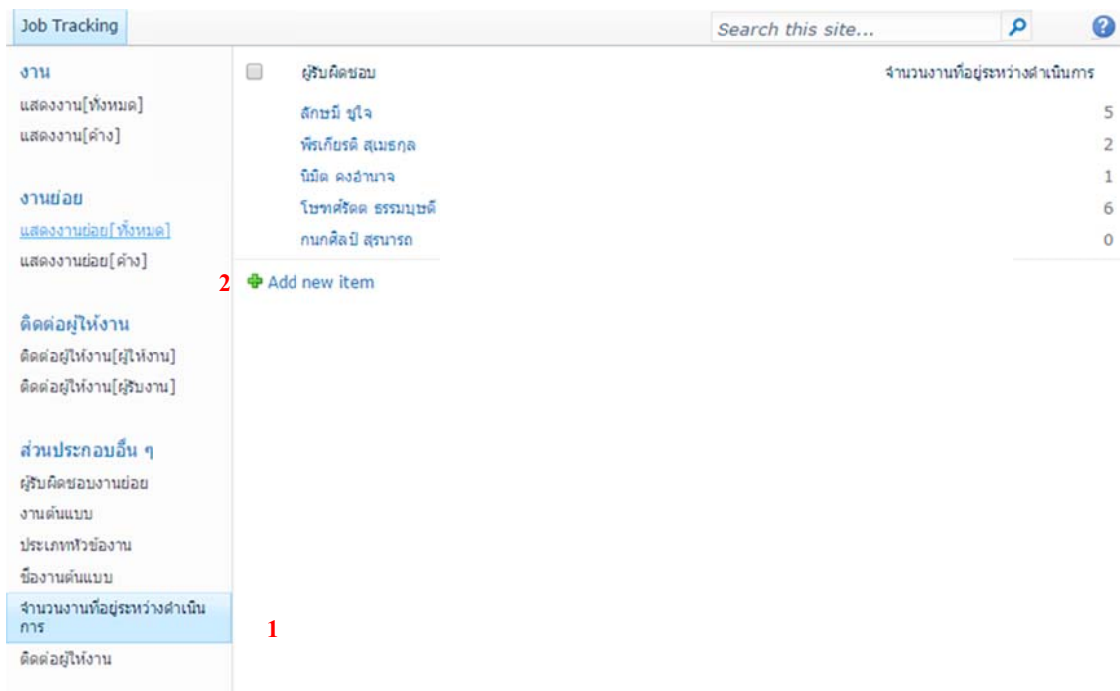 Job Tracking
Search this site...
งาน
แสดงงาน[ทั้งหมด]
แสดงงาน[ค้าง]
งานย่อย
แสดงงานย่อย[ทั้งหมด]
แสดงงานย่อย[ค้าง]
ติดต่อผู้ให้งาน
ติดต่อผู้ให้งาน[ผู้ให้งาน]
ติดต่อผู้ให้งาน[ผู้รับงาน]
ส่วนประกอบอื่น ๆ
ผู้รับผิดชอบงานย่อย
งานต้นแบบ
ประเภทหัวข้องาน
ชื่องานต้นแบบ
จำนวนงานที่อยู่ระหว่างดำเนิน
การ
1
ติดต่อผู้ให้งาน
ผู้รับผิดชอบ จำนวนงานที่อยู่ระหว่างดำเนินการ
ลักษมี ชูใจ 5
พีรเกียรติ สุเมธกุล 2
นิมิต คงอำนาจ 1
โษฑศ์รัตต ธรรมบุษดี 6
กนกศิลป์ สุรนารถ 0
2 Add new item